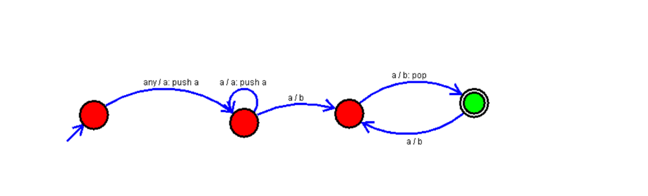 any / a: push a
a / a: push a
a / b
a / b: pop
a / b